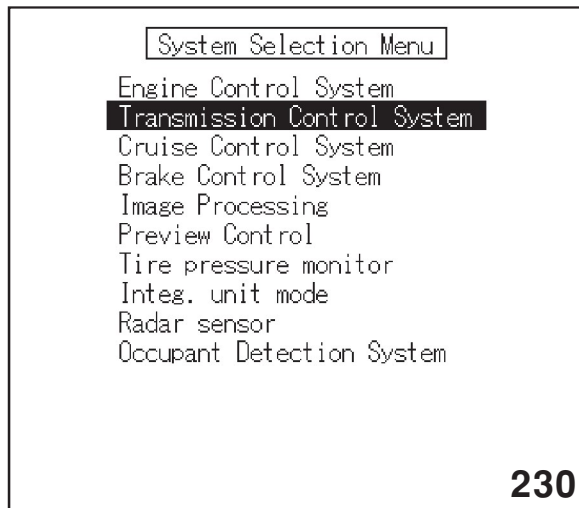 System Selection Menu
Engine Control System
Transmission Control System
Cruise Control System
Brake Control System
Image Processing
Preview Control
Tire pressure monitor
Integ. unit mode
Radar sensor
Occupant Detection System
230